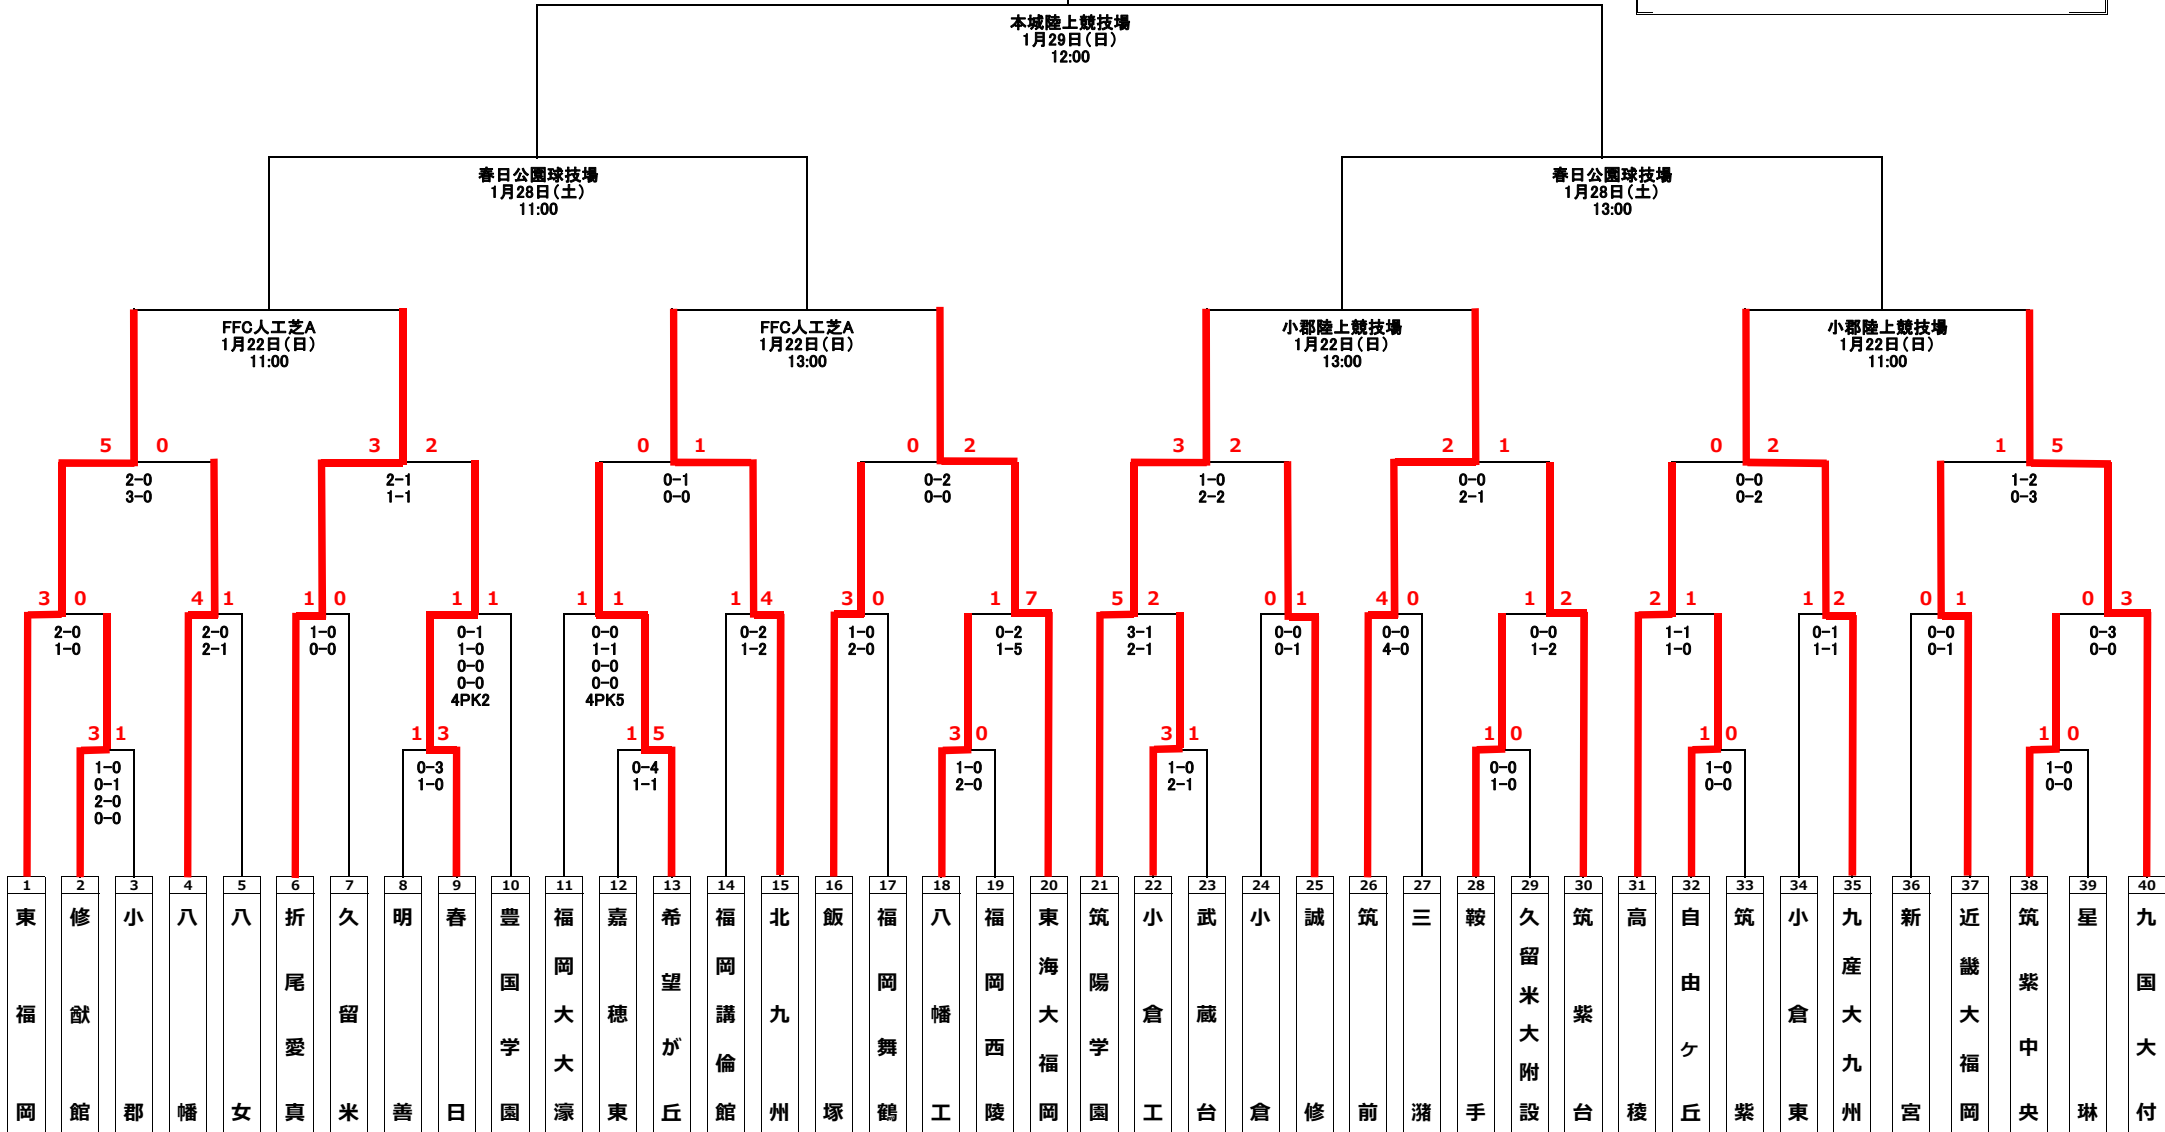 本城陸上競技場
1月29日(日)
12:00
春日公園球技場
1月28日(土)
11:00
春日公園球技場
1月28日(土)
13:00
FFC人工芝A
1月22日(日)
11:00
FFC人工芝A
1月22日(日)
13:00
小郡陸上競技場
1月22日(日)
13:00
小郡陸上競技場
1月22日(日)
11:00
5 0
2-0
3-0
3 2
2-1
1-1
0 1
0-1
0-0
0 2
0-2
0-0
3 2
1-0
2-2
2 1
0-0
2-1
0 2
0-0
0-2
1 5
1-2
0-3
3 0
2-0
1-0
4 1
2-0
2-1
1 0
1-0
0-0
1 1
0-1
1-0
0-0
0-0
4PK2
1 1
0-0
1-1
0-0
0-0
4PK5
1 4
0-2
1-2
3 0
1-0
2-0
1 7
0-2
1-5
5 2
3-1
2-1
0 1
0-0
0-1
4 0
0-0
4-0
1 2
0-0
1-2
2 1
1-1
1-0
1 2
0-1
1-1
0 1
0-0
0-1
0 3
0-3
0-0
3 1
1-0
0-1
2-0
0-0
1 3
0-3
1-0
1 5
0-4
1-1
3 0
1-0
2-0
3 1
1-0
2-1
1 0
0-0
1-0
1 0
1-0
0-0
1 0
1-0
0-0
1
東福岡
2
修猷館
3
小郡
4
八幡
5
八女
6
折尾愛真
7
久留米
8
明善
9
春日
10
豊国学園
11
福岡大大濠
12
嘉穂東
13
希望が丘
14
福岡講倫館
15
北九州
16
飯塚
17
福岡舞鶴
18
八幡工
19
福岡西陵
20
東海大福岡
21
筑陽学園
22
小倉工
23
武蔵台
24
小倉
25
誠修
26
筑前
27
三潴
28
鞍手
29
久留米大附設
30
筑紫台
31
高稜
32
自由ケ丘
33
筑紫
34
小倉東
35
九産大九州
36
新宮
37
近畿大福岡
38
筑紫中央
39
星琳
40
九国大付